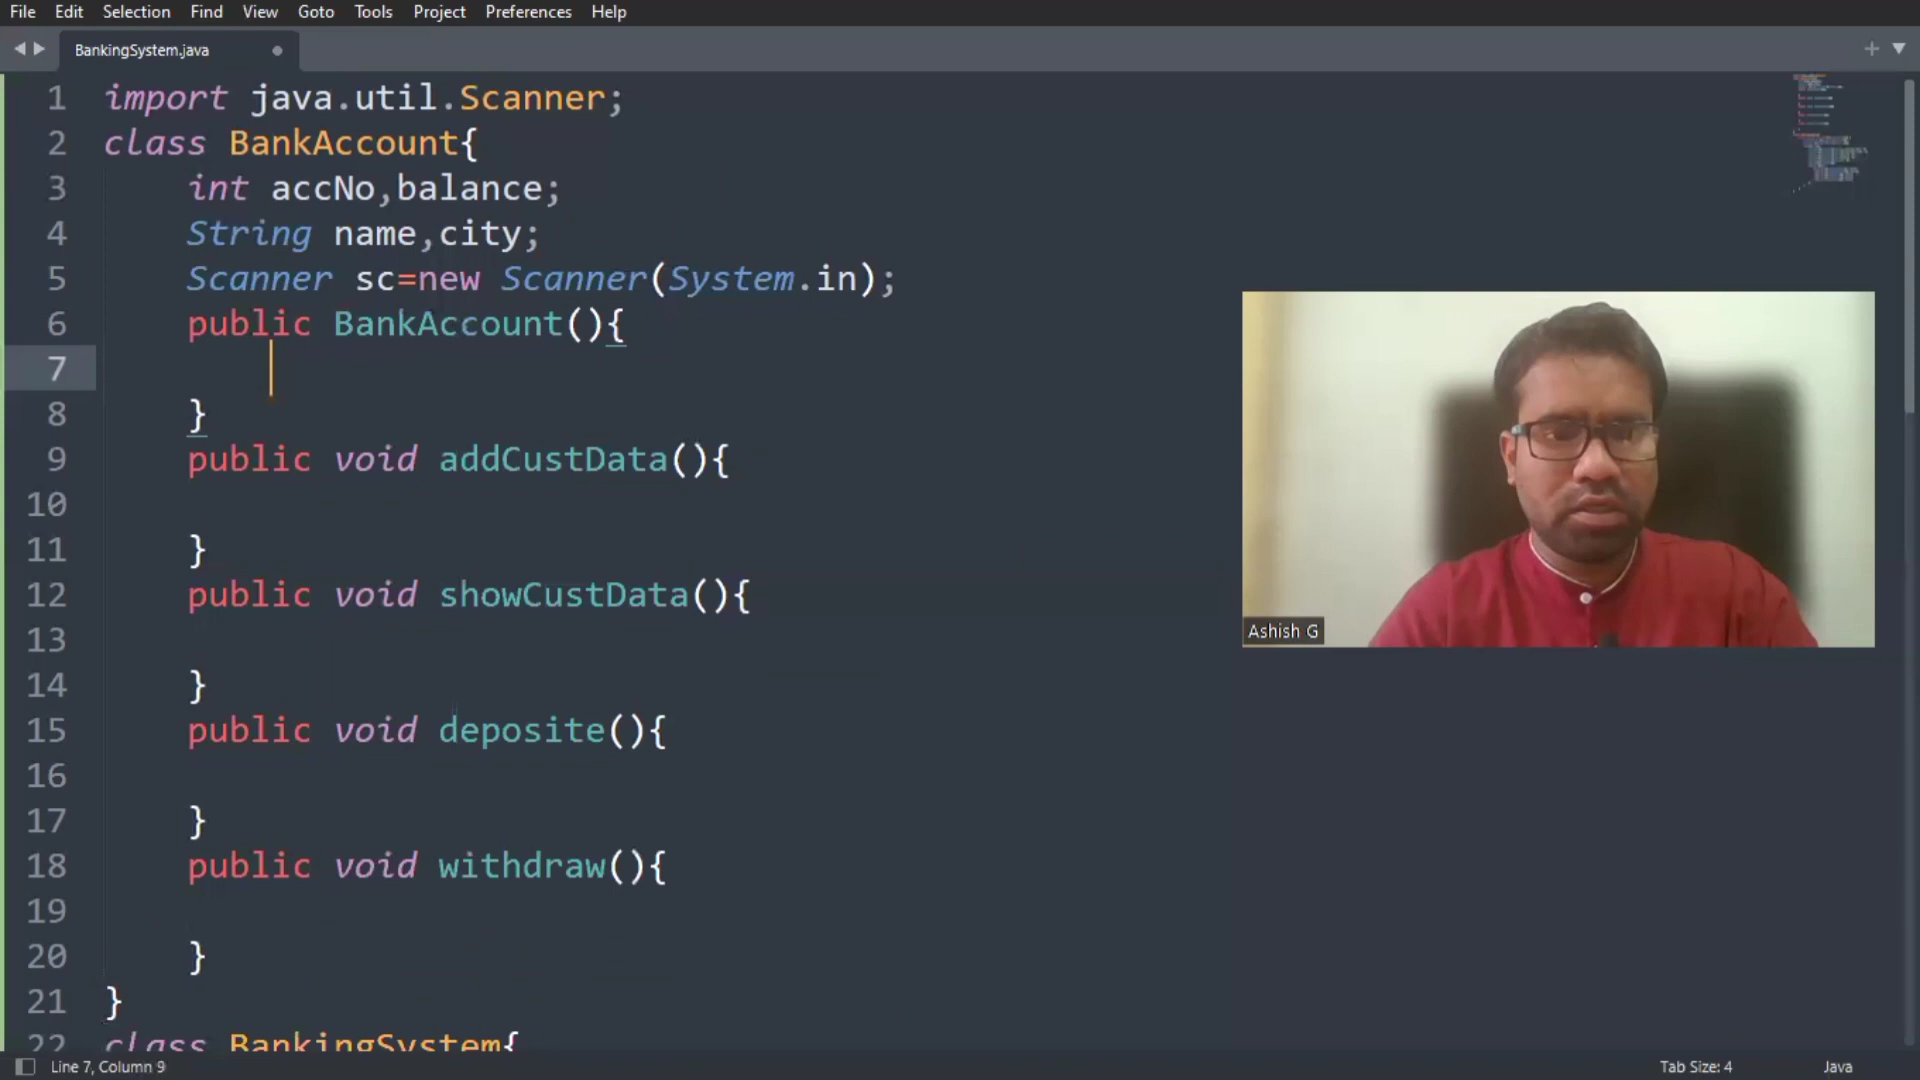 File Edit Selection Find View Goto Tools Project Preferences Help
BankingSystem.java
1 import java.util.Scanner;
2 class BankAccount{
3 int accNo,balance;
4 String name,city;
5 Scanner sc=new Scanner(System.in);
6 public BankAccount(){
7
8 }
9 public void addCustData(){
10
11 }
12 public void showCustData(){
13
14 }
15 public void deposite(){
16
17 }
18 public void withdraw(){
19
20 }
21 }
22 class BankingSystem{
Ashish G
Line 7, Column 9 Tab Size: 4 Java